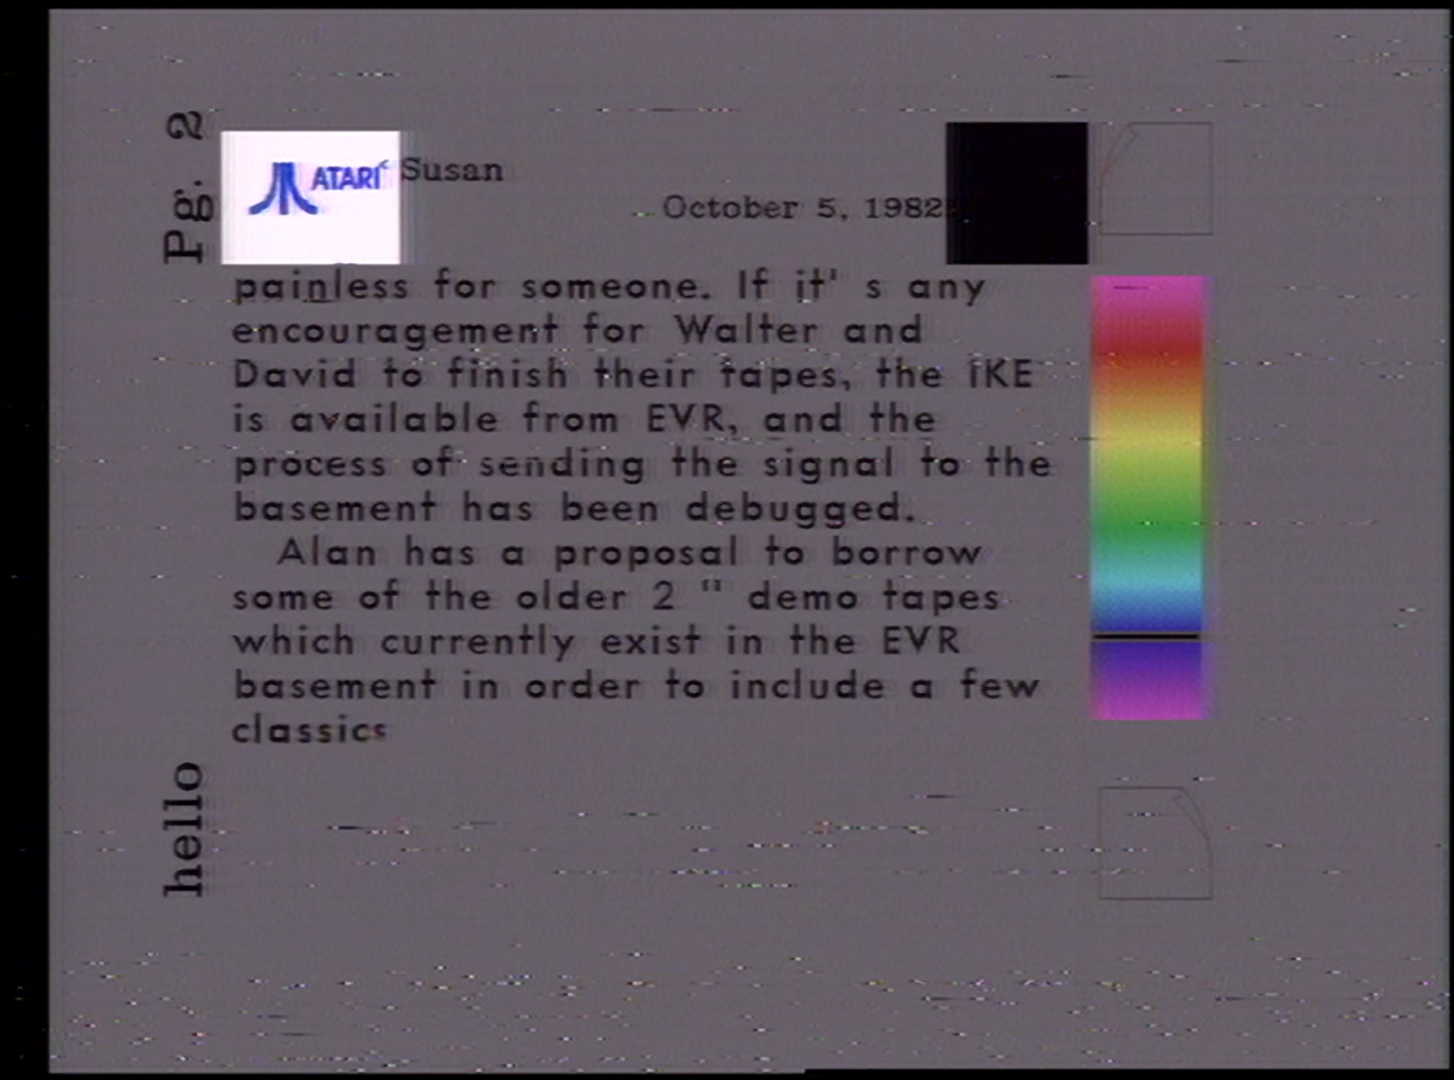 Pg. 2
ATARI
Susan
October 5, 1982
painless for someone. If it' s any
encouragement for Walter and
David to finish their tapes, the IKE
is available from EVR, and the
process of sending the signal to the
basement has been debugged.
Alan has a proposal to borrow
some of the older 2 " demo tapes
which currently exist in the EVR
basement in order to include a few
classics
hello